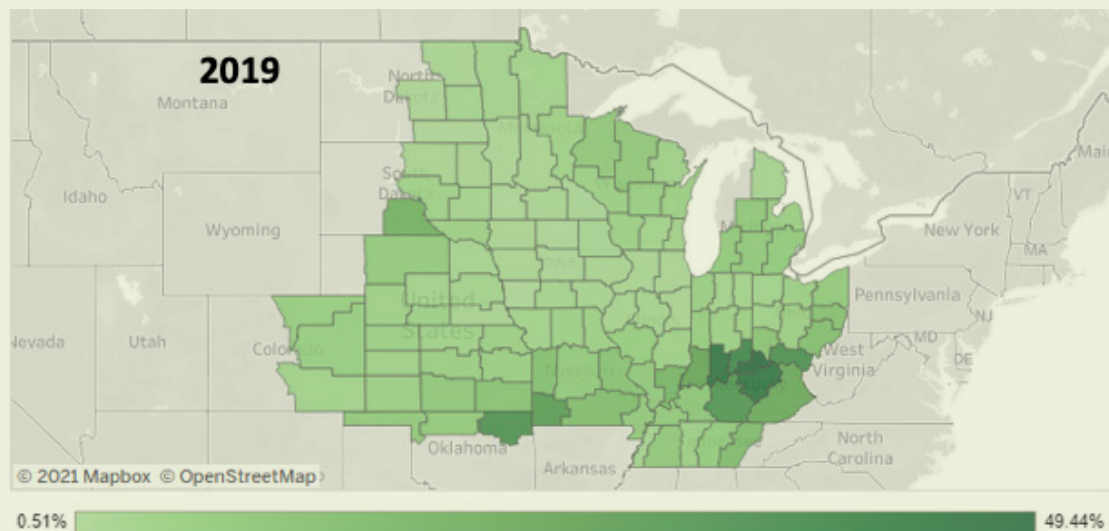 2019
Montana
North
Dakota
Minnesota
Maine
Idaho
South
Dakota
Wyoming
VT
New York
MA
United
States
Nevada
Utah
Colorado
Pennsylvania
NJ
MD
DE
West
Virginia
Missouri
Oklahoma
Arkansas
North
Carolina
© 2021 Mapbox © OpenStreetMap
0.51%
49.44%